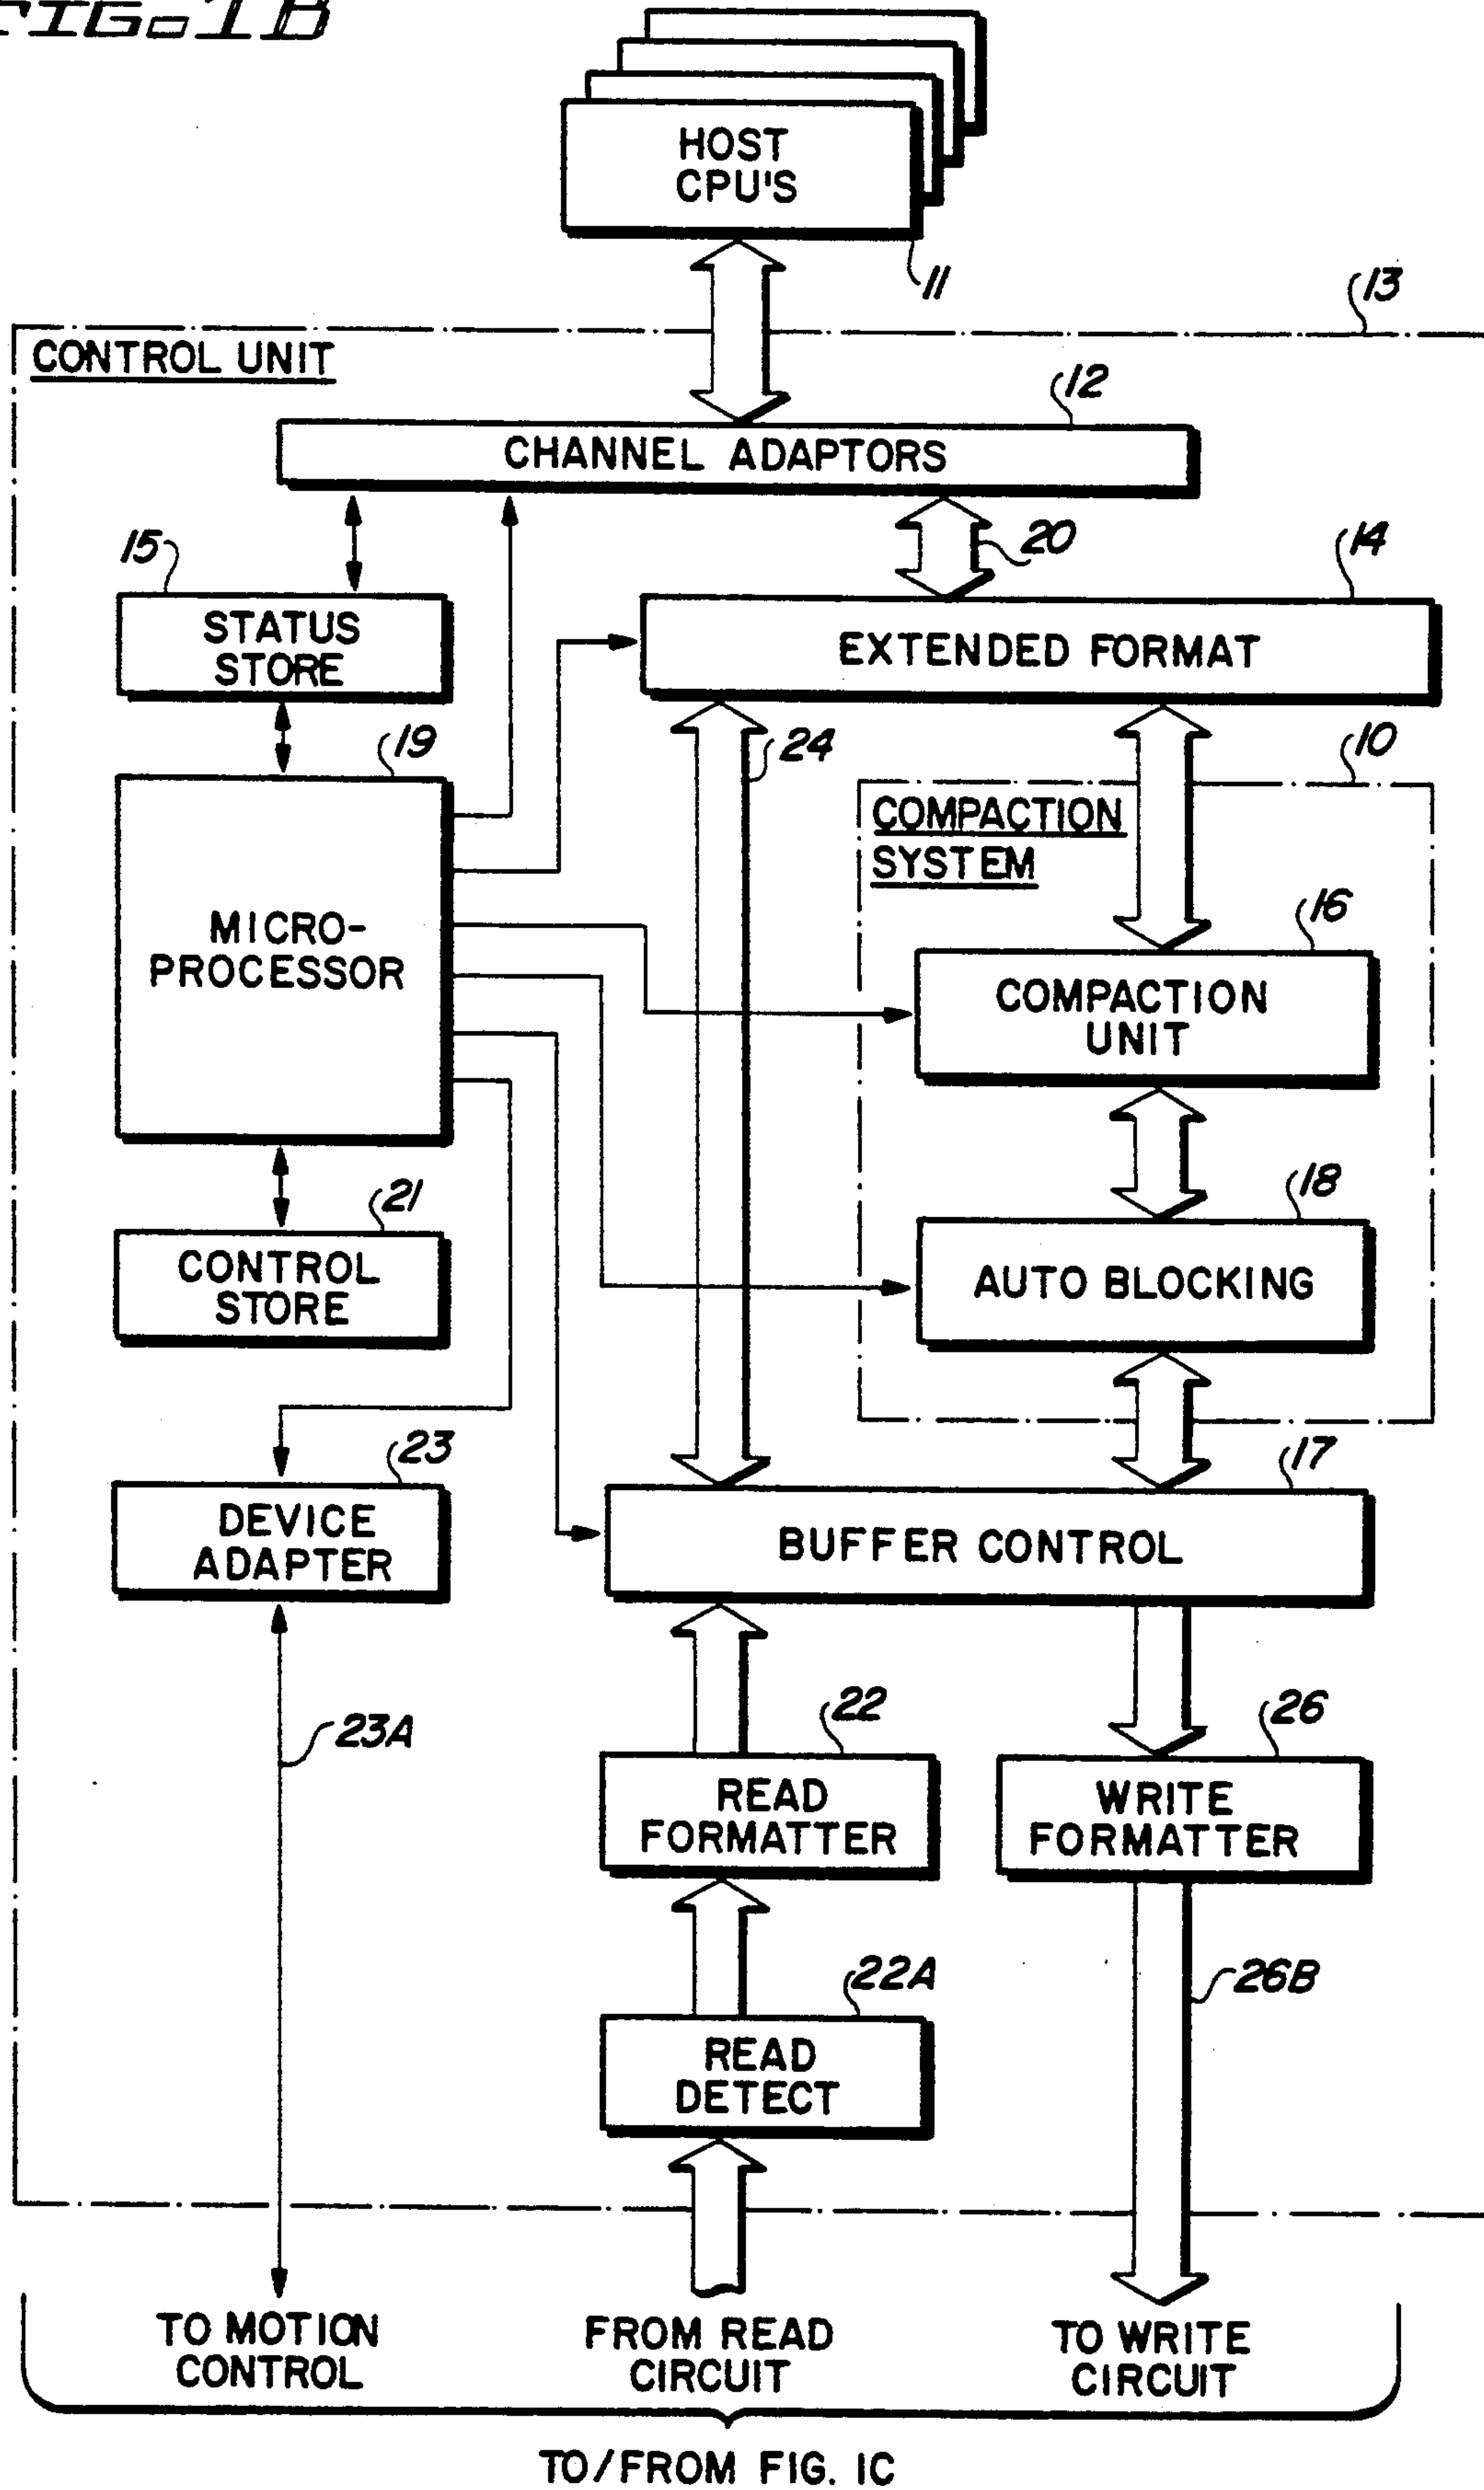 FIG. 1B
HOST
CPU'S
11
13
CONTROL UNIT
12
CHANNEL ADAPTORS
20
15
14
STATUS
STORE
EXTENDED FORMAT
19
24
10
COMPACTION
SYSTEM
16
MICRO-
PROCESSOR
COMPACTION
UNIT
21
18
CONTROL
STORE
AUTO BLOCKING
23
17
DEVICE
ADAPTER
BUFFER CONTROL
23A
22
26
READ
FORMATTER
WRITE
FORMATTER
22A
26B
READ
DETECT
TO MOTION
CONTROL
FROM READ
CIRCUIT
TO WRITE
CIRCUIT
TO/FROM FIG. 1C